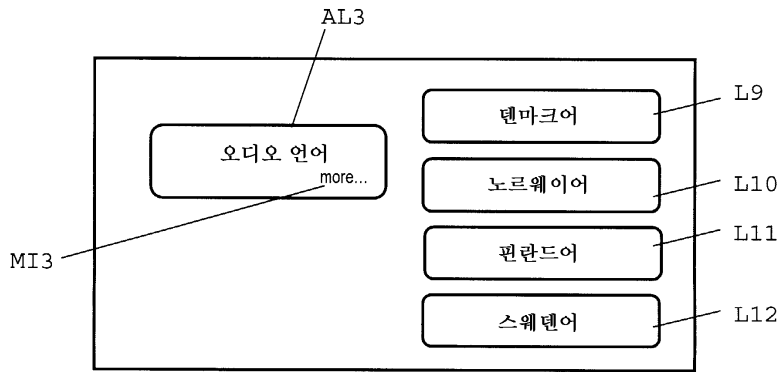 AL3
텐마크어
L9
오디오 언어
more...
노르웨이어
L10
핀란드어
L11
MI3
스웨덴어
L12